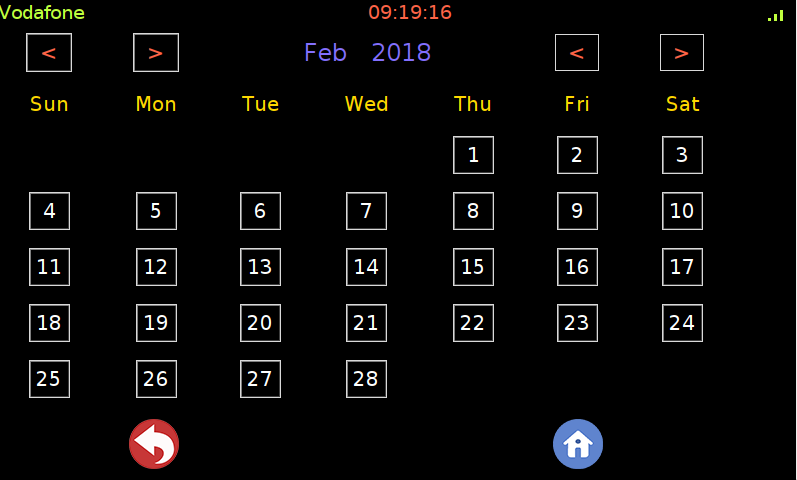 Vodafone 09:19:16
< > Feb 2018 < >
Sun Mon Tue Wed Thu Fri Sat
1 2 3
4 5 6 7 8 9 10
11 12 13 14 15 16 17
18 19 20 21 22 23 24
25 26 27 28